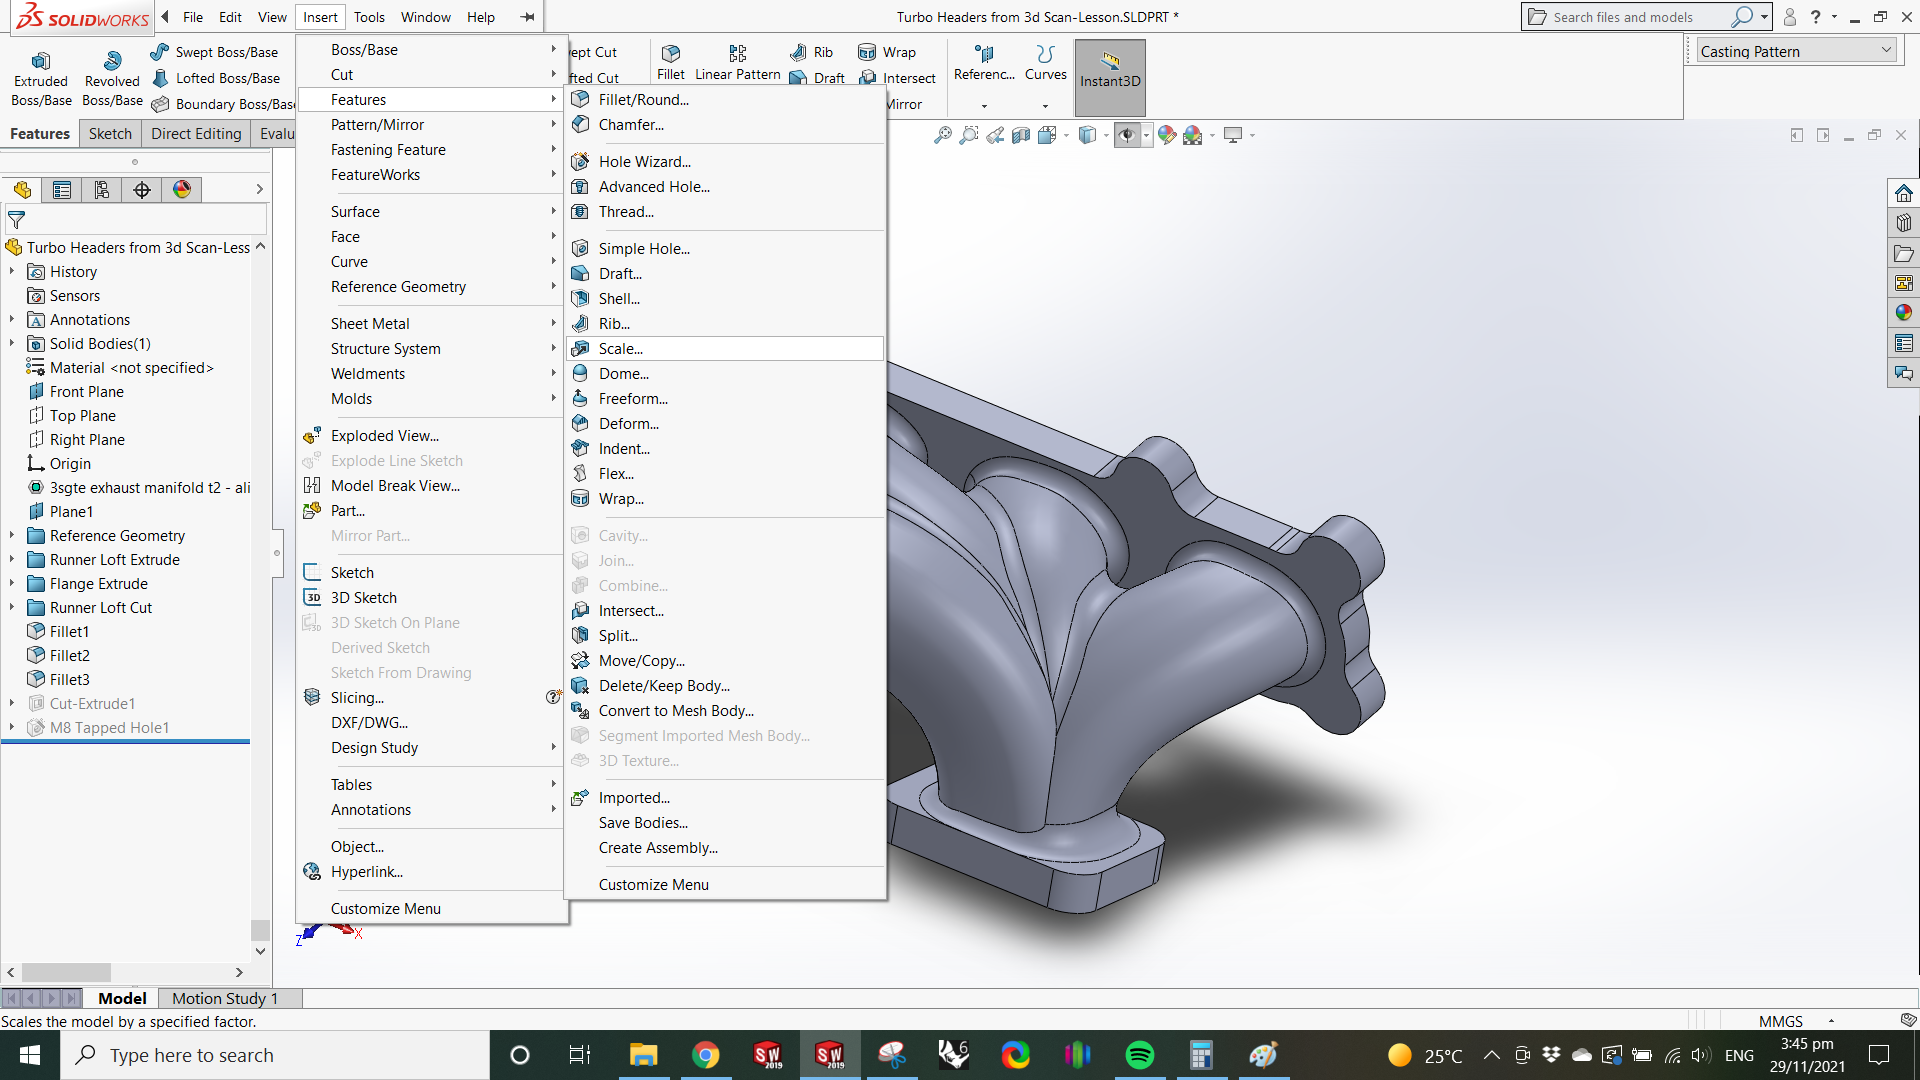 SOLIDWORKS
File Edit View Insert Tools Window Help
Turbo Headers from 3d Scan-Lesson.SLDPRT *
Search files and models
?
Extruded Boss/Base
Revolved Boss/Base
Swept Boss/Base
Lofted Boss/Base
Boundary Boss/Base
ept Cut
fted Cut
Fillet
Linear Pattern
Rib
Draft
Wrap
Intersect
Mirror
Referenc...
Curves
Instant3D
Casting Pattern
Features Sketch Direct Editing Evalu
Turbo Headers from 3d Scan-Less
History
Sensors
Annotations
Solid Bodies(1)
Material <not specified>
Front Plane
Top Plane
Right Plane
Origin
3sgte exhaust manifold t2 - ali
Plane1
Reference Geometry
Runner Loft Extrude
Flange Extrude
Runner Loft Cut
Fillet1
Fillet2
Fillet3
Cut-Extrude1
M8 Tapped Hole1
Boss/Base
Cut
Features
Pattern/Mirror
Fastening Feature
FeatureWorks
Surface
Face
Curve
Reference Geometry
Sheet Metal
Structure System
Weldments
Molds
Exploded View...
Explode Line Sketch
Model Break View...
Part...
Mirror Part...
Sketch
3D Sketch
3D Sketch On Plane
Derived Sketch
Sketch From Drawing
Slicing...
DXF/DWG...
Design Study
Tables
Annotations
Object...
Hyperlink...
Customize Menu
Fillet/Round...
Chamfer...
Hole Wizard...
Advanced Hole...
Thread...
Simple Hole...
Draft...
Shell...
Rib...
Scale...
Dome...
Freeform...
Deform...
Indent...
Flex...
Wrap...
Cavity...
Join...
Combine...
Intersect...
Split...
Move/Copy...
Delete/Keep Body...
Convert to Mesh Body...
Segment Imported Mesh Body...
3D Texture...
Imported...
Save Bodies...
Create Assembly...
Customize Menu
Z X
Model Motion Study 1
Scales the model by a specified factor.
MMGS
Type here to search
SW 2019
SW 2019
6
25°C
ENG
3:45 pm
29/11/2021